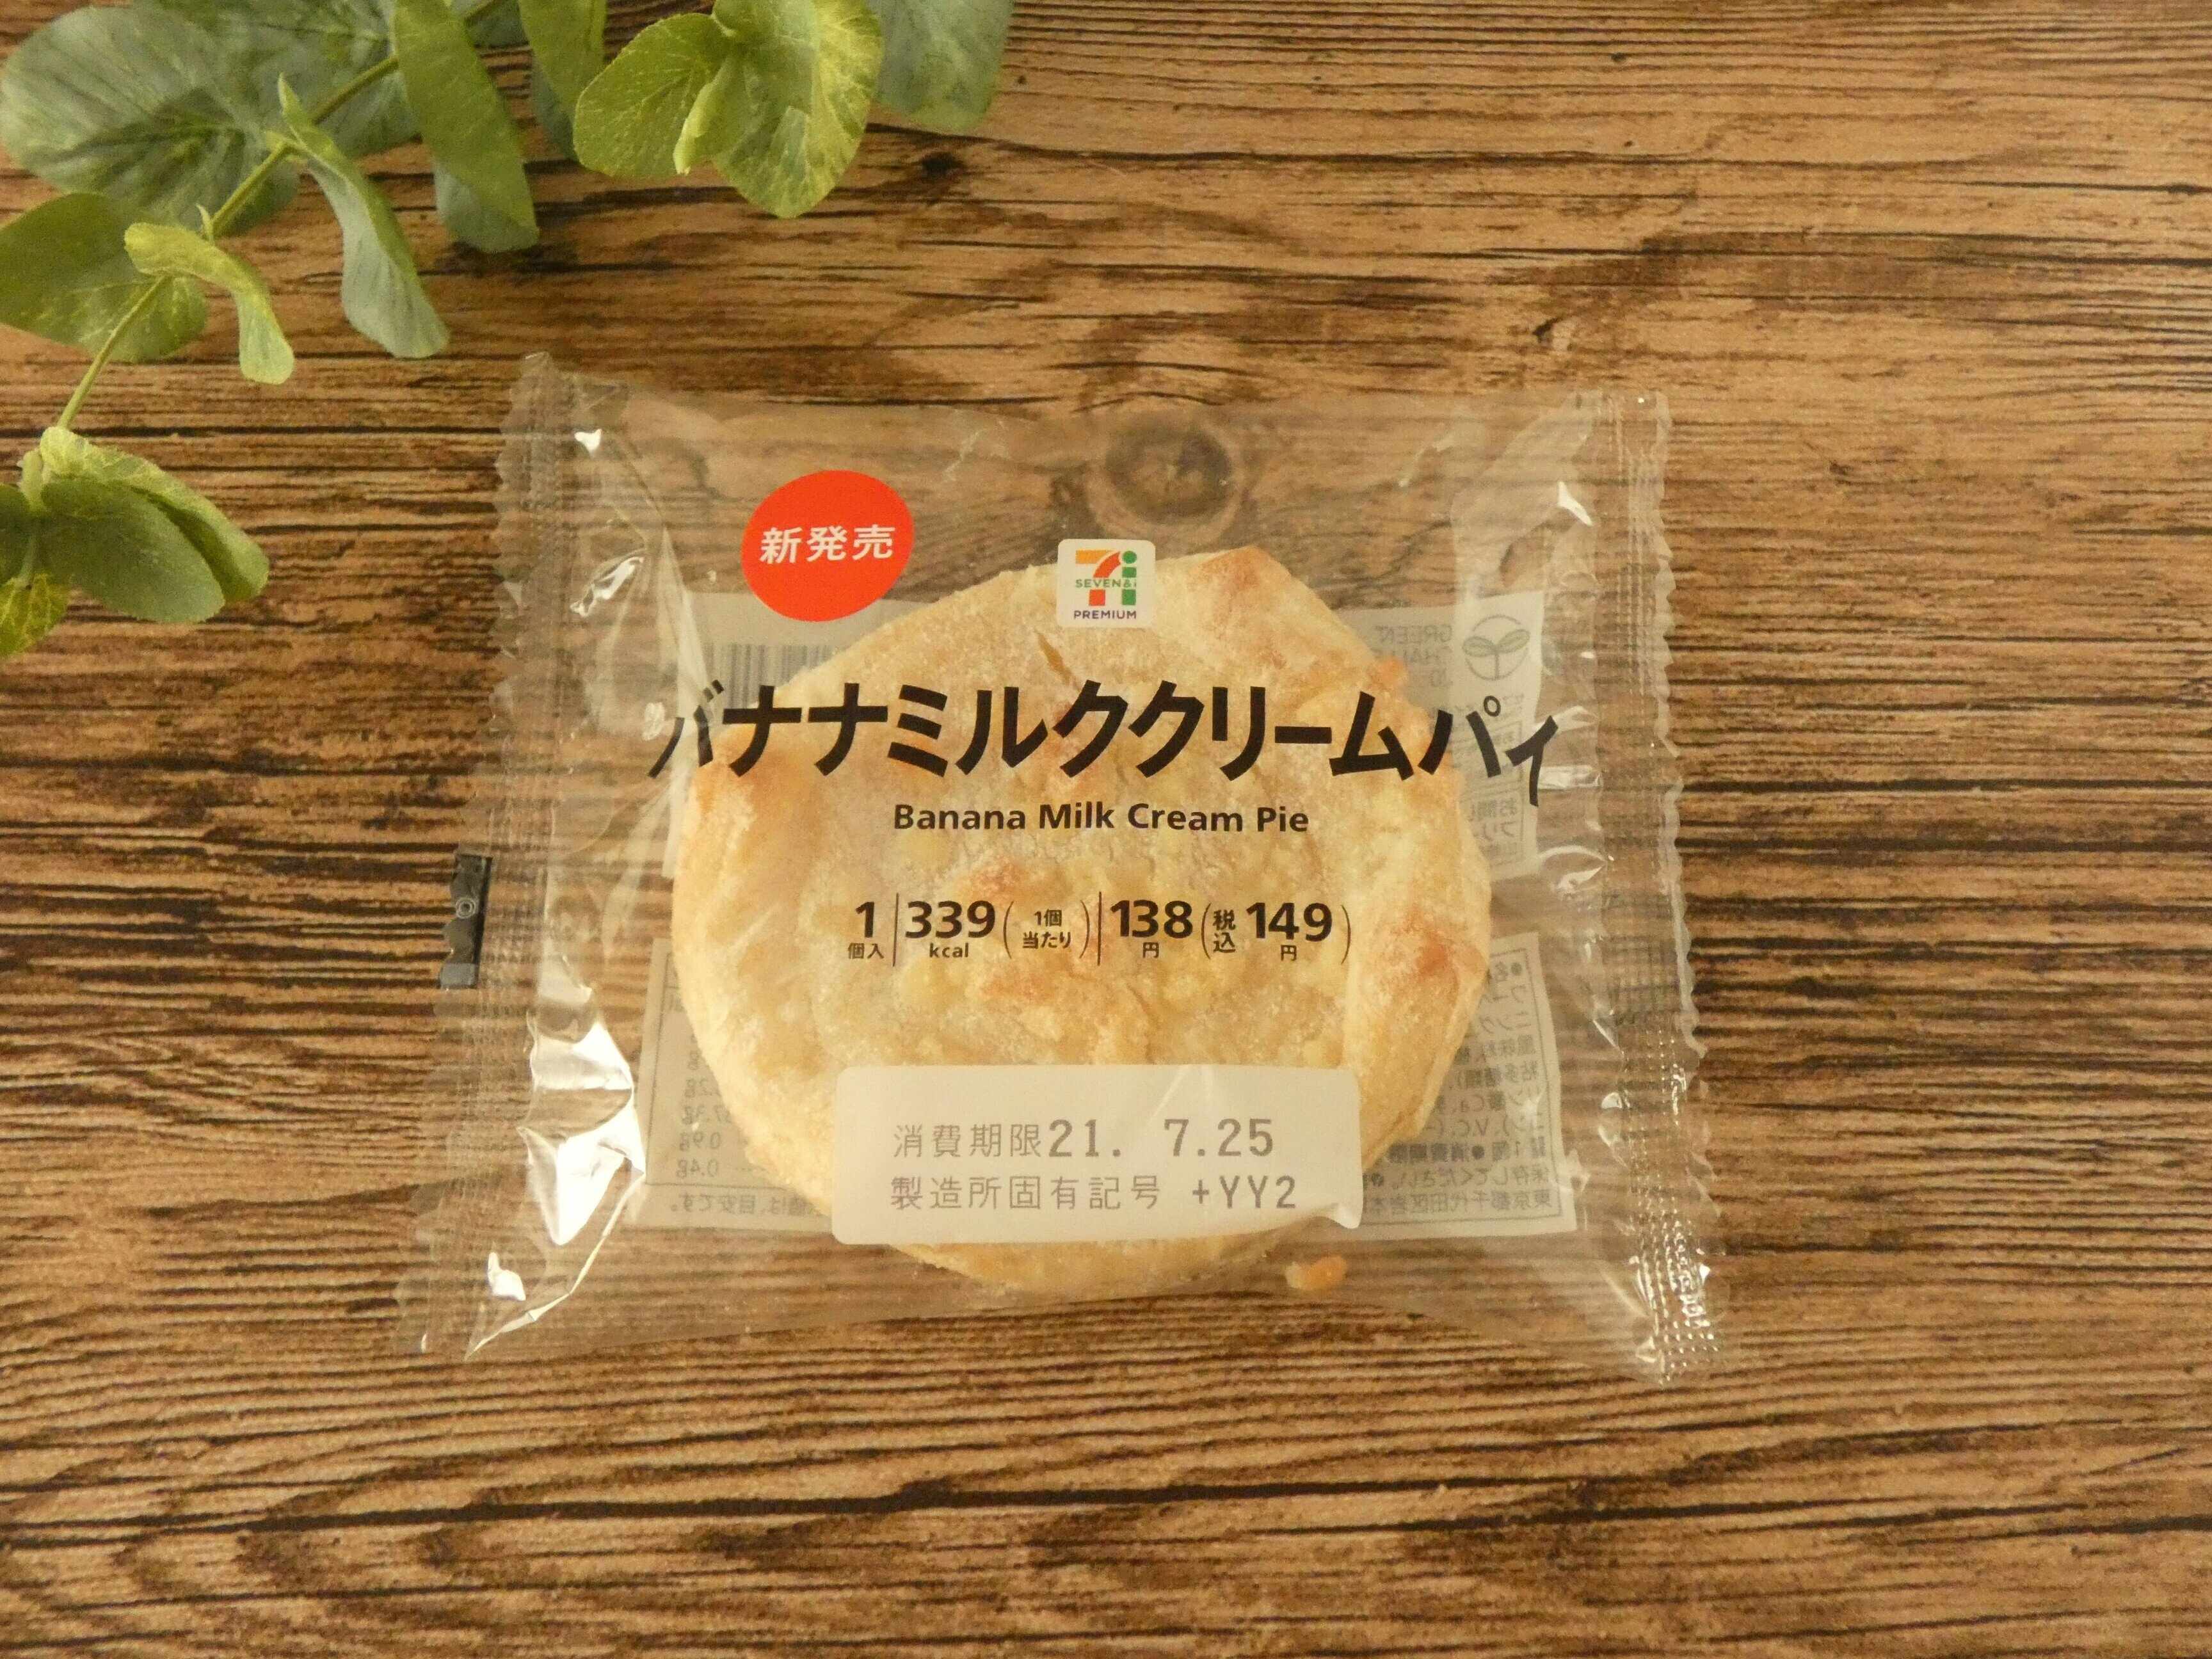 新発売
SEVEN&i
PREMIUM
バナナミルククリームパイ
Banana Milk Cream Pie
1個入 339kcal(1個当たり) 138円(税込149円)
消費期限21. 7.25
製造所固有記号 +YY2